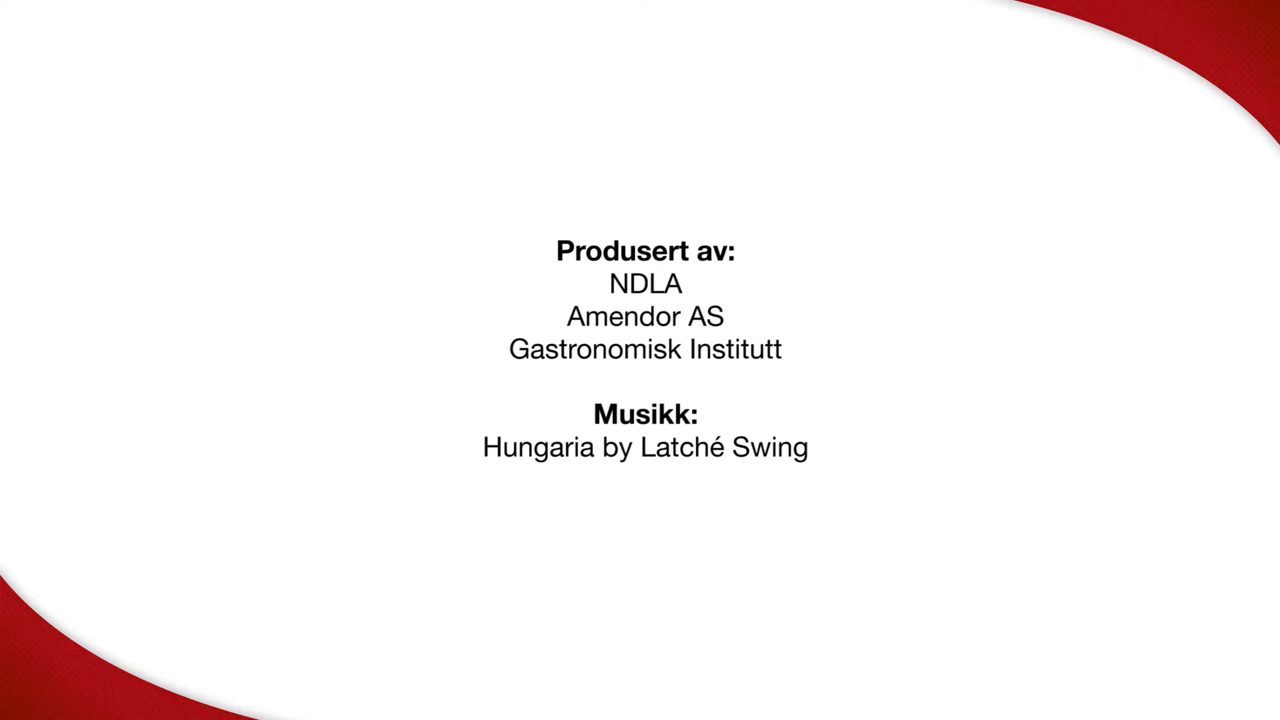 Produsert av:
NDLA
Amendor AS
Gastronomisk Institutt
Musikk:
Hungaria by Latché Swing